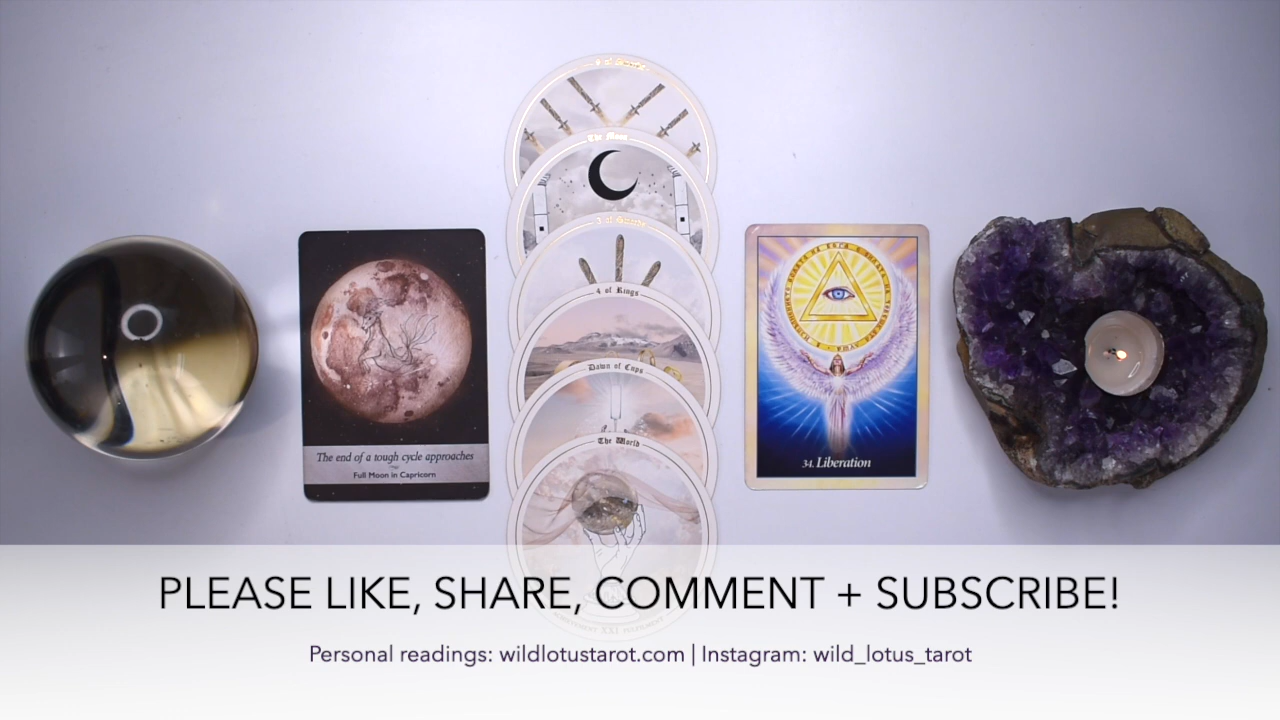 The Moon
4 of Rings
Dawn of Cups
The World
The end of a tough cycle approaches
Full Moon in Capricorn
34. Liberation
PLEASE LIKE, SHARE, COMMENT + SUBSCRIBE!
Personal readings: wildlotustarot.com | Instagram: wild_lotus_tarot